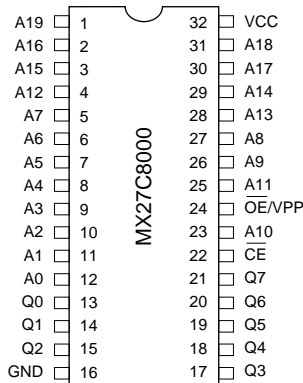 A19 1 32 VCC
A16 2 31 A18
A15 3 30 A17
A12 4 29 A14
A7 5 28 A13
A6 6 27 A8
A5 7 26 A9
A4 8 25 A11
A3 9 24 OE/VPP
A2 10 23 A10
A1 11 22 CE
A0 12 21 Q7
Q0 13 20 Q6
Q1 14 19 Q5
Q2 15 18 Q4
GND 16 17 Q3
MX27C8000